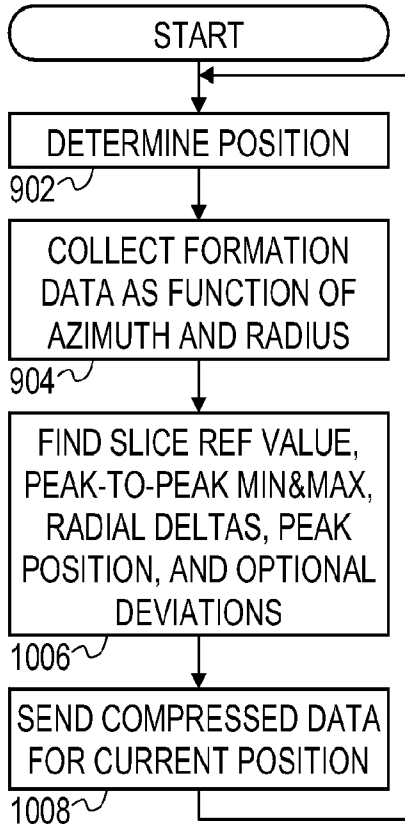 START
DETERMINE POSITION
902
COLLECT FORMATION
DATA AS FUNCTION OF
AZIMUTH AND RADIUS
904
FIND SLICE REF VALUE,
PEAK-TO-PEAK MIN&MAX,
RADIAL DELTAS, PEAK
POSITION, AND OPTIONAL
DEVIATIONS
1006
SEND COMPRESSED DATA
FOR CURRENT POSITION
1008